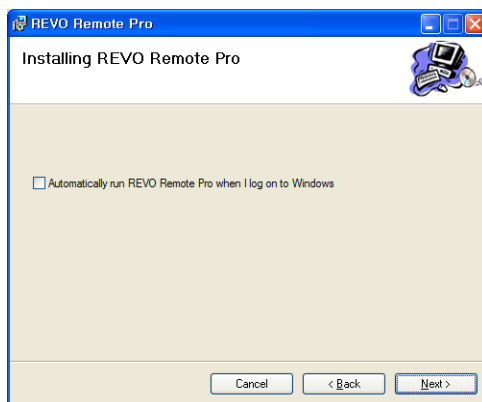 REVO Remote Pro
Installing REVO Remote Pro
Automatically run REVO Remote Pro when I log on to Windows
Cancel
< Back
Next >